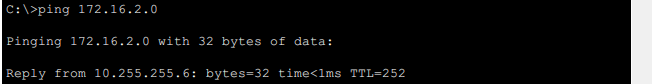 C:\>ping 172.16.2.0
Pinging 172.16.2.0 with 32 bytes of data:
Reply from 10.255.255.6: bytes=32 time<1ms TTL=252